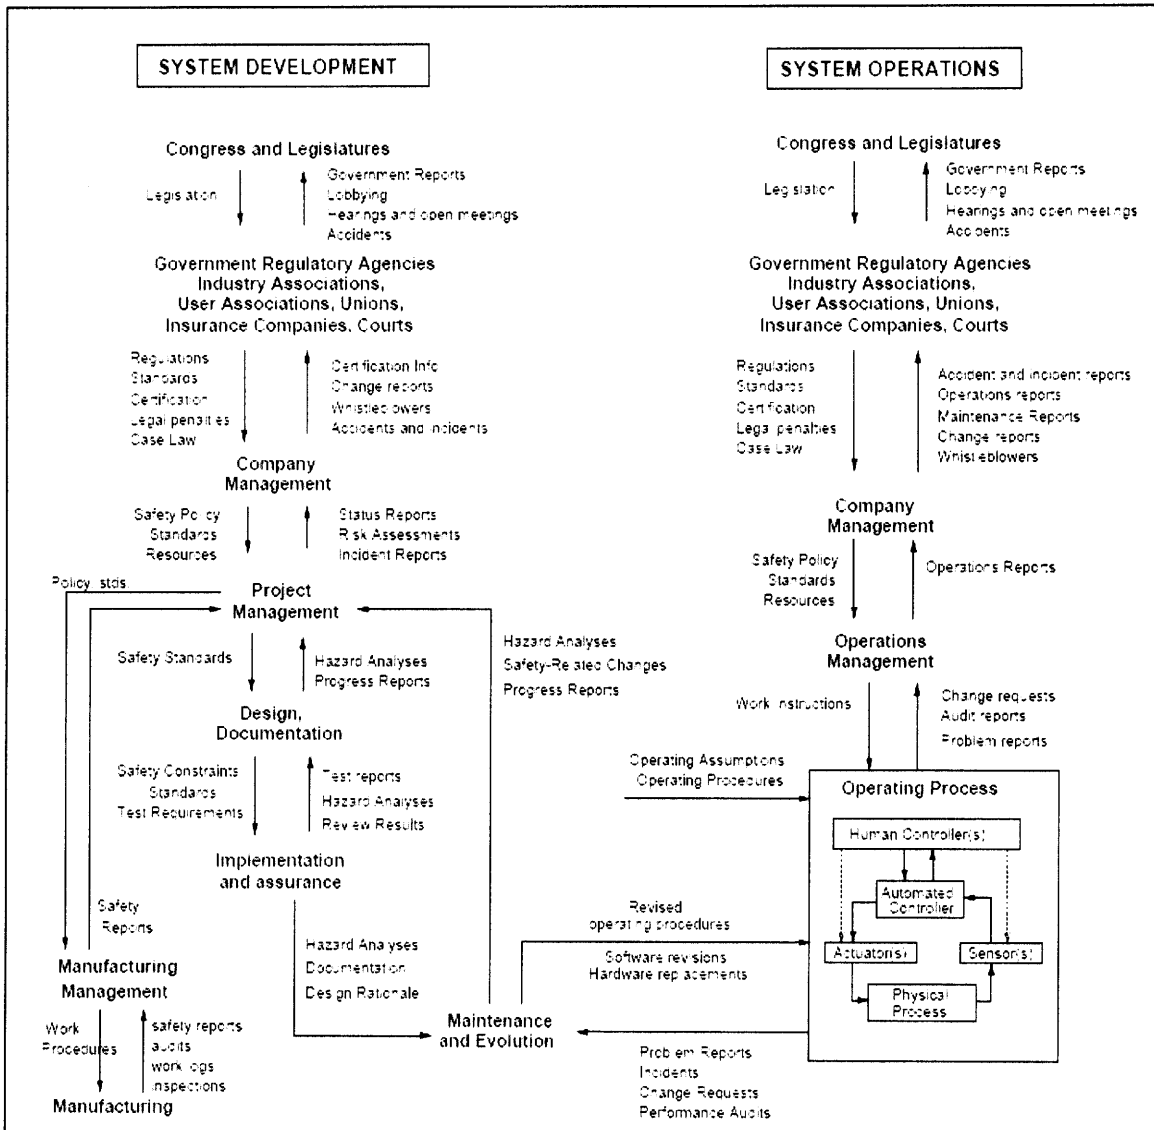 SYSTEM DEVELOPMENT
Congress and Legislatures
Legislation
Government Reports
Lobbying
Hearings and open meetings
Accidents
Government Regulatory Agencies
Industry Associations,
User Associations, Unions,
Insurance Companies, Courts
Regulations
Standards
Certification
Legal penalties
Case Law
Certification Info
Change reports
Whistleblowers
Accidents and incidents
Company
Management
Safety Policy
Standards
Resources
Status Reports
Risk Assessments
Incident Reports
Policy, stds.
Project
Management
Safety Standards
Hazard Analyses
Progress Reports
Design,
Documentation
Safety Constraints
Standards
Test Requirements
Test reports
Hazard Analyses
Review Results
Implementation
and assurance
Safety
Reports
Hazard Analyses
Documentation
Design Rationale
Manufacturing
Management
Work
Procedures
safety reports
audits
work logs
inspections
Manufacturing
Hazard Analyses
Safety-Related Changes
Progress Reports
Maintenance
and Evolution
SYSTEM OPERATIONS
Congress and Legislatures
Legislation
Government Reports
Lobbying
Hearings and open meetings
Accidents
Government Regulatory Agencies
Industry Associations,
User Associations, Unions,
Insurance Companies, Courts
Regulations
Standards
Certification
Legal penalties
Case Law
Accident and incident reports
Operations reports
Maintenance Reports
Change reports
Whistleblowers
Company
Management
Safety Policy
Standards
Resources
Operations Reports
Operations
Management
Work Instructions
Change requests
Audit reports
Problem reports
Operating Assumptions
Operating Procedures
Operating Process
Human Controller(s)
Automated
Controller
Actuator(s)
Sensor(s)
Physical
Process
Revised
operating procedures
Software revisions
Hardware replacements
Problem Reports
Incidents
Change Requests
Performance Audits